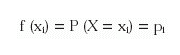 f (xᵢ) = P (X = xᵢ) = pᵢ